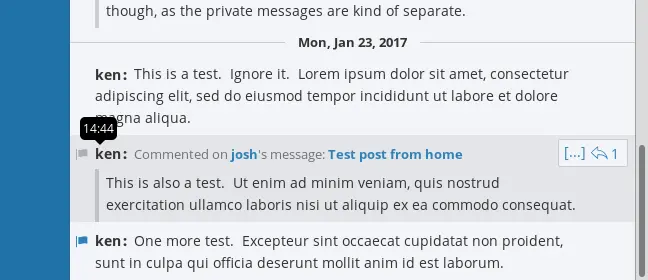 though, as the private messages are kind of separate.
Mon, Jan 23, 2017
ken: This is a test. Ignore it. Lorem ipsum dolor sit amet, consectetur
adipiscing elit, sed do eiusmod tempor incididunt ut labore et dolore
magna aliqua.
14:44
ken: Commented on josh's message: Test post from home
[...] 1
This is also a test. Ut enim ad minim veniam, quis nostrud
exercitation ullamco laboris nisi ut aliquip ex ea commodo consequat.
ken: One more test. Excepteur sint occaecat cupidatat non proident,
sunt in culpa qui officia deserunt mollit anim id est laborum.